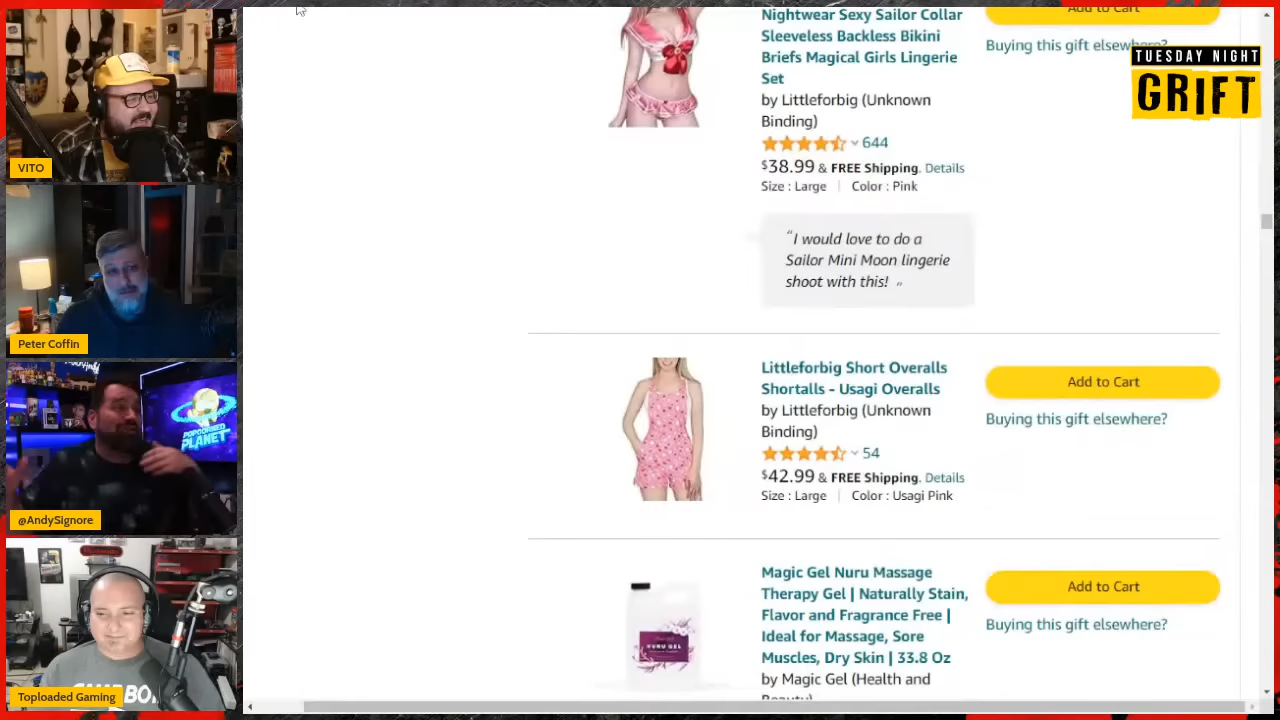 VITO
Peter Coffin
POPCORNED
PLANET
@AndySignore
Toploaded Gaming
TUESDAY NIGHT
GRIFT
Nightwear Sexy Sailor Collar
Sleeveless Backless Bikini
Briefs Magical Girls Lingerie
Set
by Littleforbig (Unknown
Binding)
644
$38.99 & FREE Shipping. Details
Size : Large | Color : Pink
“I would love to do a
Sailor Mini Moon lingerie
shoot with this! ”
Add to Cart
Buying this gift elsewhere?
Littleforbig Short Overalls
Shortalls - Usagi Overalls
by Littleforbig (Unknown
Binding)
54
$42.99 & FREE Shipping. Details
Size : Large | Color : Usagi Pink
Add to Cart
Buying this gift elsewhere?
NURU GEL
Magic Gel Nuru Massage
Therapy Gel | Naturally Stain,
Flavor and Fragrance Free |
Ideal for Massage, Sore
Muscles, Dry Skin | 33.8 Oz
by Magic Gel (Health and
Beauty)
Add to Cart
Buying this gift elsewhere?